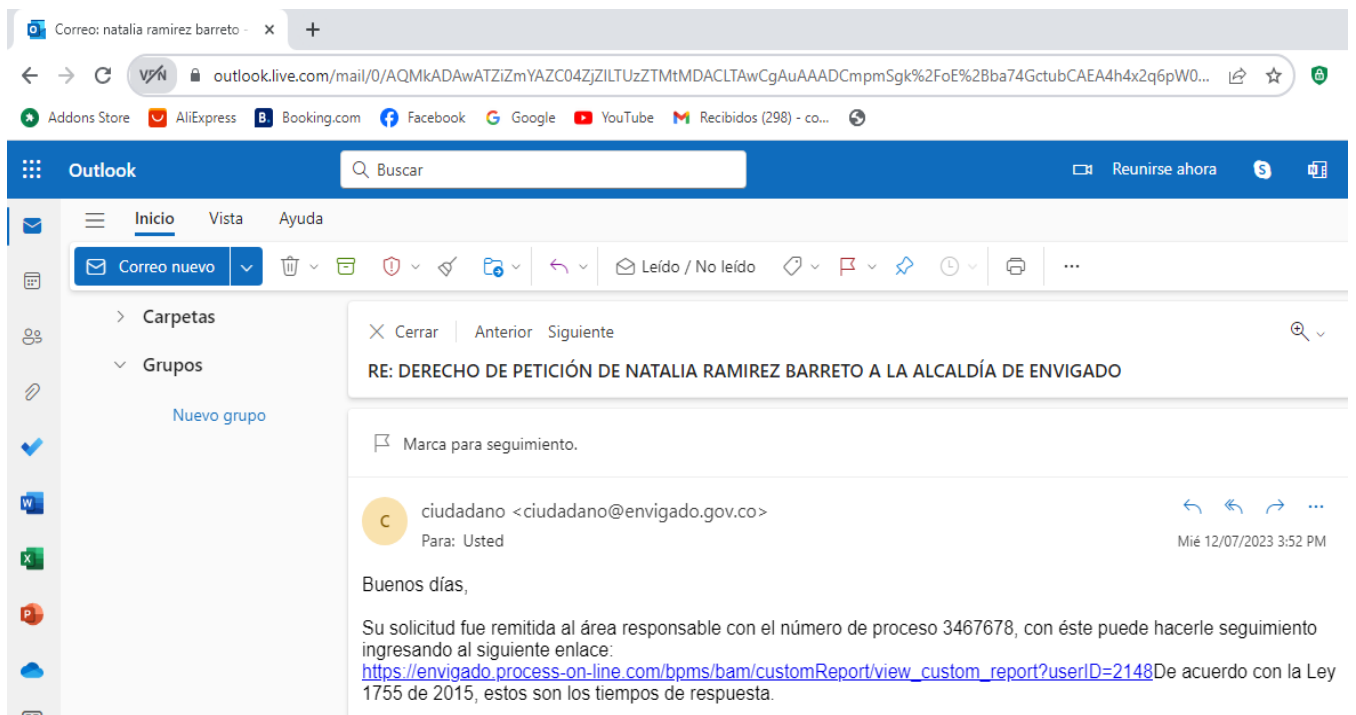 Correo: natalia ramirez barreto -
VPN outlook.live.com/mail/0/AQMkADAwATZiZmYAZC04ZjZILTUzZTMtMDACLTAwCgAuAAADCmpmSgk%2FoE%2Bba74GctubCAEA4h4x2q6pW0...
Addons Store AliExpress B. Booking.com Facebook G Google YouTube M Recibidos (298) - co...
Outlook Buscar Reunirse ahora
Inicio Vista Ayuda
Correo nuevo Leído / No leído
Carpetas
Cerrar Anterior Siguiente
Grupos
RE: DERECHO DE PETICIÓN DE NATALIA RAMIREZ BARRETO A LA ALCALDÍA DE ENVIGADO
Nuevo grupo
Marca para seguimiento.
C ciudadano <ciudadano@envigado.gov.co>
Para: Usted Mié 12/07/2023 3:52 PM
Buenos días,
Su solicitud fue remitida al área responsable con el número de proceso 3467678, con éste puede hacerle seguimiento
ingresando al siguiente enlace:
https://envigado.process-on-line.com/bpms/bam/customReport/view_custom_report?userID=2148De acuerdo con la Ley
1755 de 2015, estos son los tiempos de respuesta.